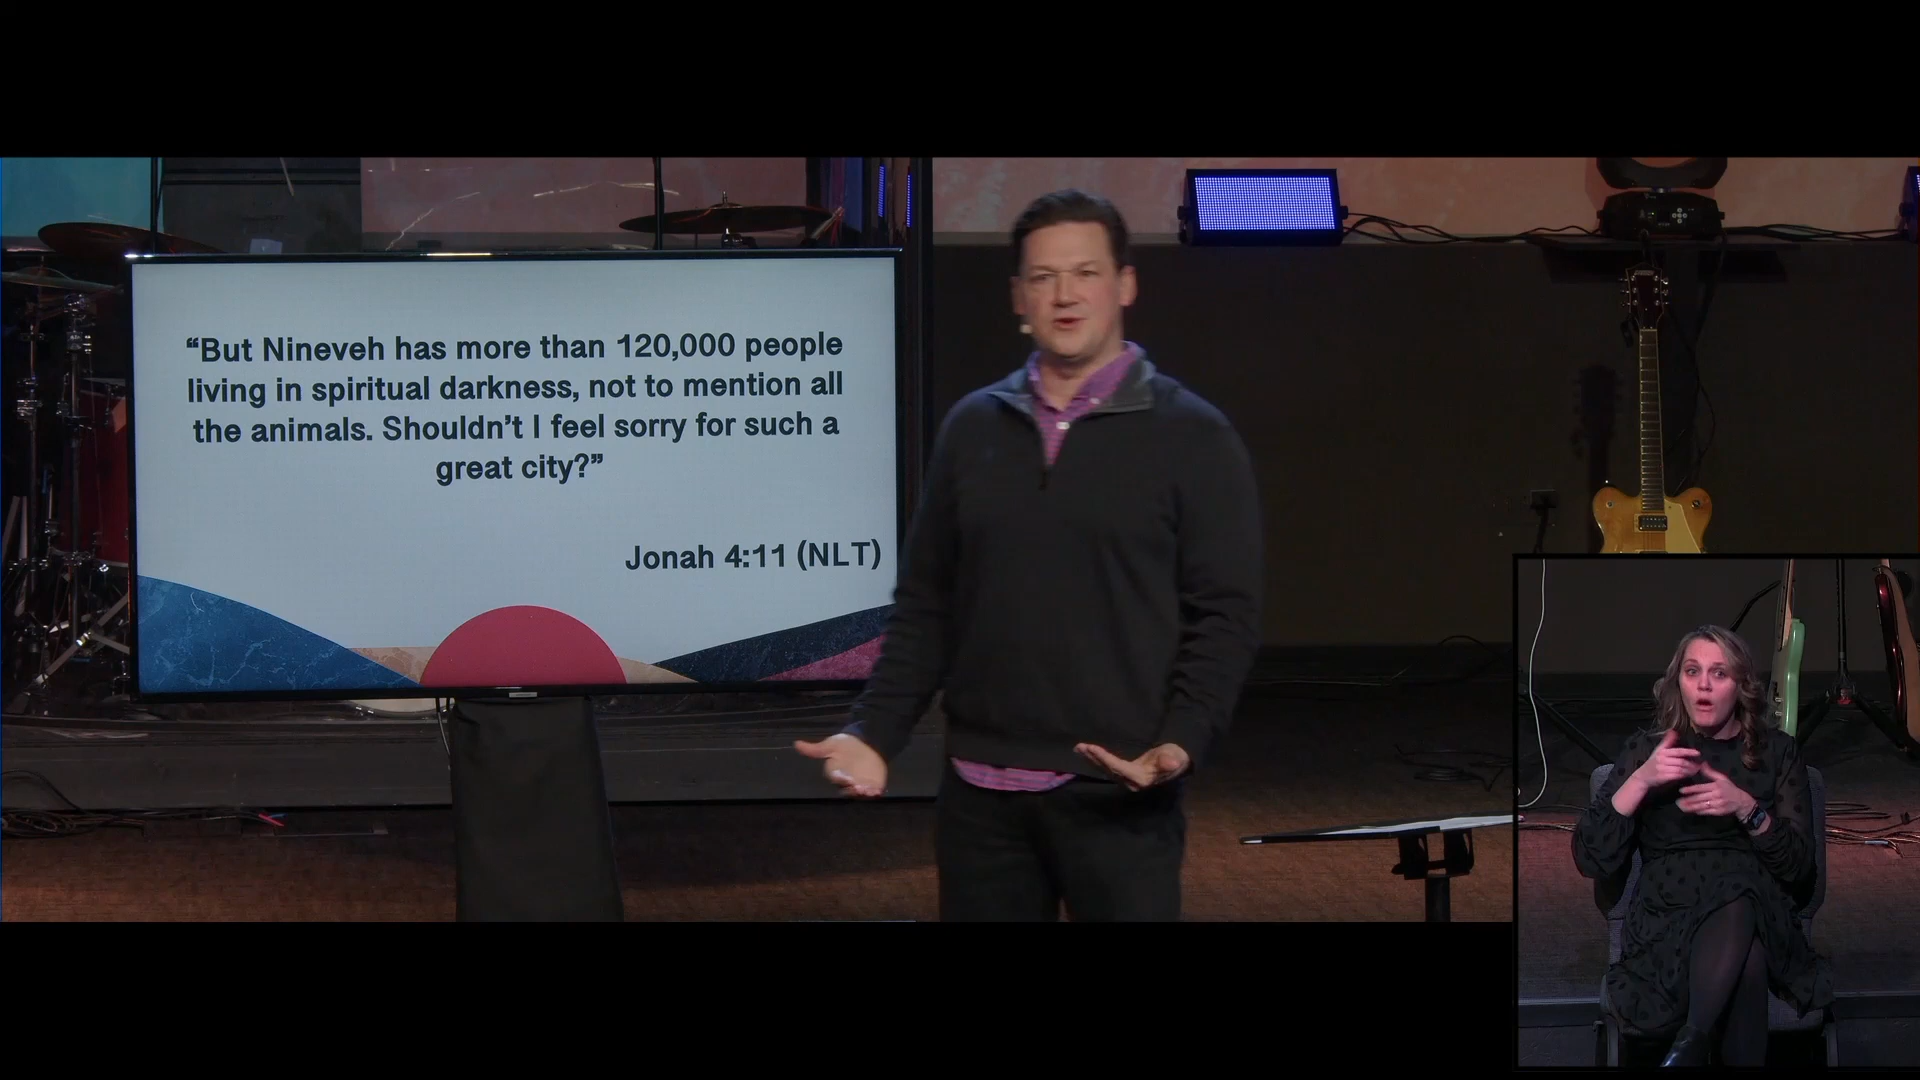 “But Nineveh has more than 120,000 people
living in spiritual darkness, not to mention all
the animals. Shouldn’t I feel sorry for such a
great city?”
Jonah 4:11 (NLT)